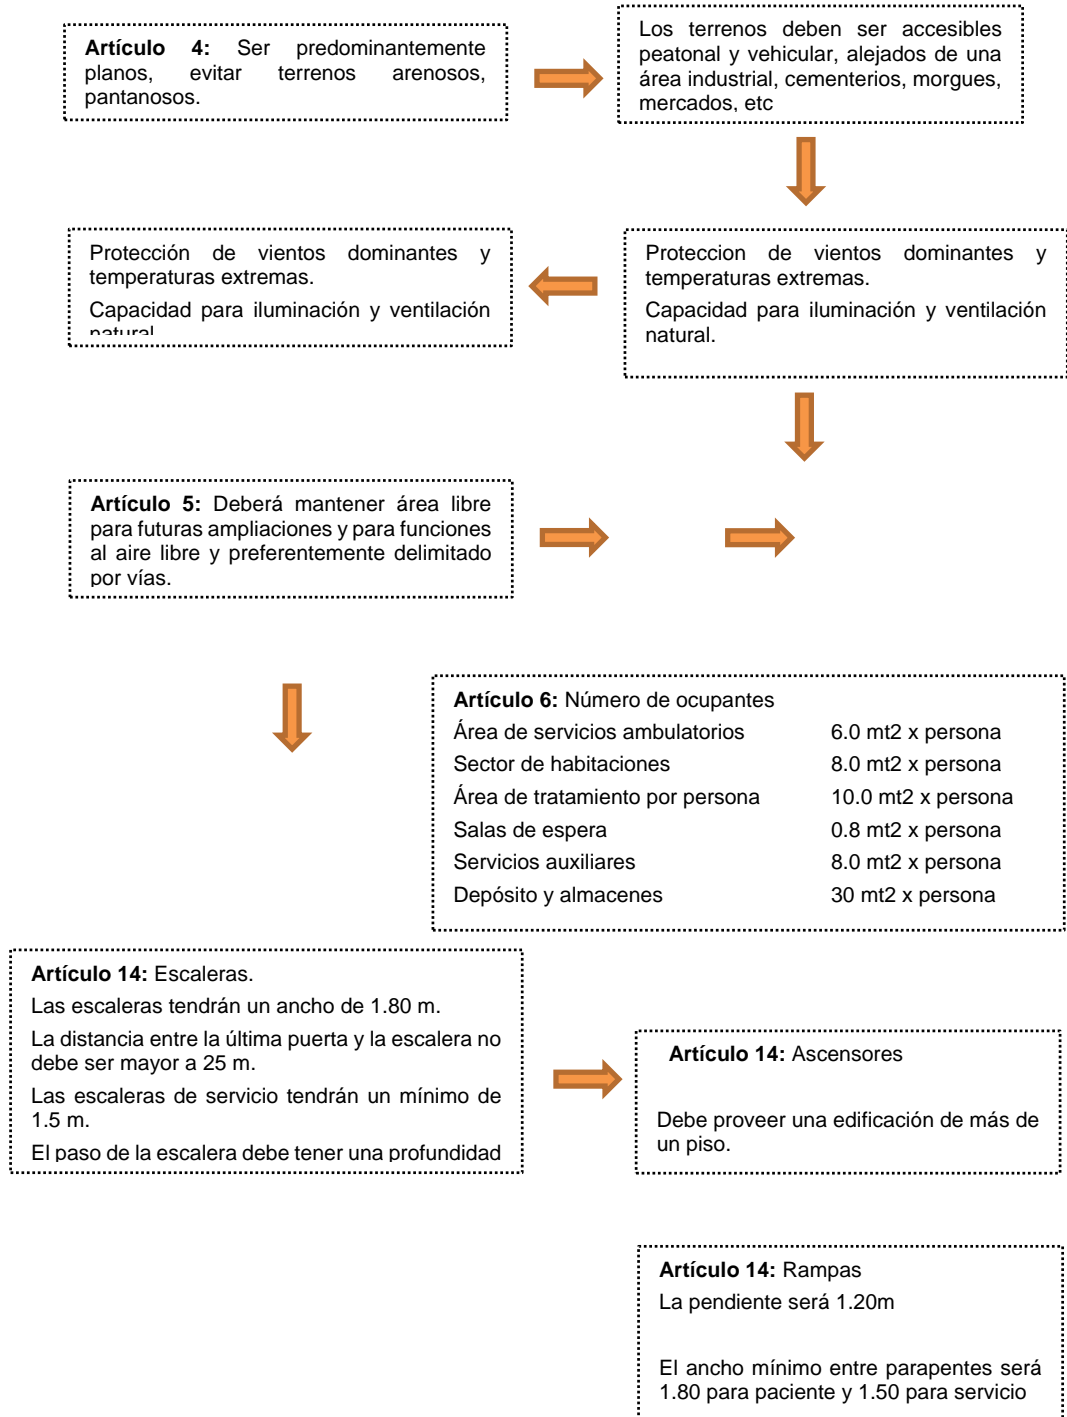 Artículo 4: Ser predominantemente
planos, evitar terrenos arenosos,
pantanosos.
Los terrenos deben ser accesibles
peatonal y vehicular, alejados de una
área industrial, cementerios, morgues,
mercados, etc
Protección de vientos dominantes y
temperaturas extremas.
Capacidad para iluminación y ventilación
natural
Proteccion de vientos dominantes y
temperaturas extremas.
Capacidad para iluminación y ventilación
natural.
Artículo 5: Deberá mantener área libre
para futuras ampliaciones y para funciones
al aire libre y preferentemente delimitado
por vías.
Artículo 6: Número de ocupantes
Área de servicios ambulatorios 6.0 mt2 x persona
Sector de habitaciones 8.0 mt2 x persona
Área de tratamiento por persona 10.0 mt2 x persona
Salas de espera 0.8 mt2 x persona
Servicios auxiliares 8.0 mt2 x persona
Depósito y almacenes 30 mt2 x persona
Artículo 14: Escaleras.
Las escaleras tendrán un ancho de 1.80 m.
La distancia entre la última puerta y la escalera no
debe ser mayor a 25 m.
Las escaleras de servicio tendrán un mínimo de
1.5 m.
El paso de la escalera debe tener una profundidad
Artículo 14: Ascensores
Debe proveer una edificación de más de
un piso.
Artículo 14: Rampas
La pendiente será 1.20m
El ancho mínimo entre parapentes será
1.80 para paciente y 1.50 para servicio